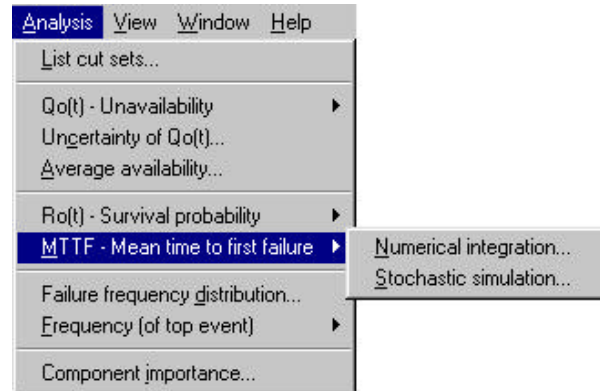 Analysis View Window Help
List cut sets...
Qo(t) - Unavailability
Uncertainty of Qo(t)...
Average availability...
Ro(t) - Survival probability
MTTF - Mean time to first failure
Numerical integration...
Stochastic simulation...
Failure frequency distribution...
Frequency (of top event)
Component importance...